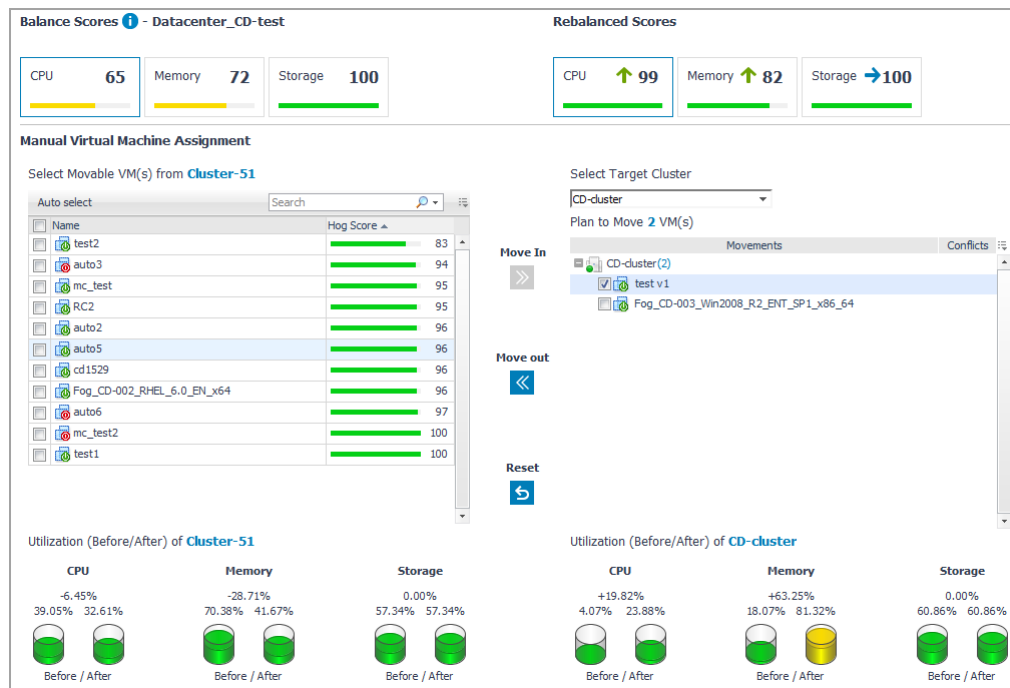 Balance Scores i - Datacenter_CD-test
CPU 65
Memory 72
Storage 100
Rebalanced Scores
CPU 99
Memory 82
Storage 100
Manual Virtual Machine Assignment
Select Movable VM(s) from Cluster-51
Auto select Search
Name Hog Score
test2 83
auto3 94
mc_test 95
RC2 95
auto2 96
auto5 96
cd1529 96
Fog_CD-002_RHEL_6.0_EN_x64 96
auto6 97
mc_test2 100
test1 100
Move In
Move out
Reset
Select Target Cluster
CD-cluster
Plan to Move 2 VM(s)
Movements Conflicts
CD-cluster(2)
test v1
Fog_CD-003_Win2008_R2_ENT_SP1_x86_64
Utilization (Before/After) of Cluster-51
CPU Memory Storage
-6.45% -28.71% 0.00%
39.05% 32.61% 70.38% 41.67% 57.34% 57.34%
Before / After Before / After Before / After
Utilization (Before/After) of CD-cluster
CPU Memory Storage
+19.82% +63.25% 0.00%
4.07% 23.88% 18.07% 81.32% 60.86% 60.86%
Before / After Before / After Before / After